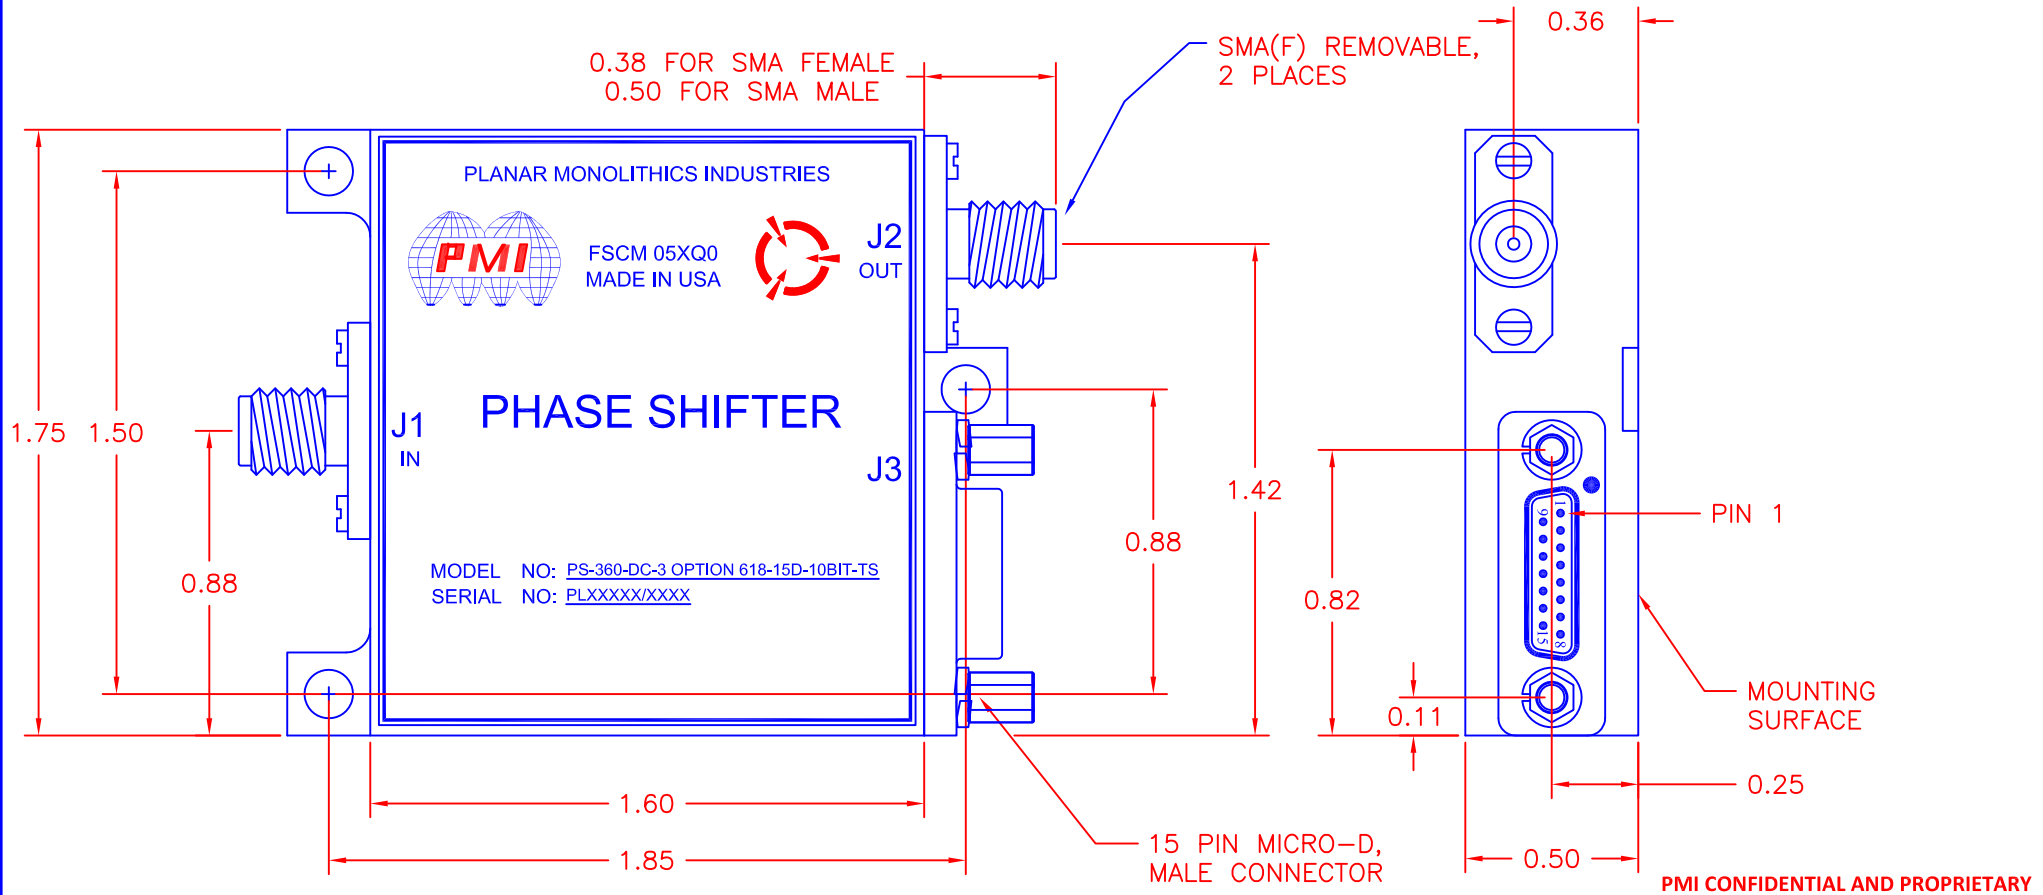 0.36
0.38 FOR SMA FEMALE
0.50 FOR SMA MALE
SMA(F) REMOVABLE,
2 PLACES
PLANAR MONOLITHICS INDUSTRIES
PMI
FSCM 05XQ0
MADE IN USA
J2
OUT
PHASE SHIFTER
J1
IN
J3
1.75
1.50
0.88
1.42
0.88
MODEL NO: PS-360-DC-3 OPTION 618-15D-10BIT-TS
SERIAL NO: PLXXXXX/XXXX
1.60
1.85
15 PIN MICRO-D,
MALE CONNECTOR
PIN 1
1
9
15
8
0.82
0.11
MOUNTING
SURFACE
0.25
0.50
PMI CONFIDENTIAL AND PROPRIETARY